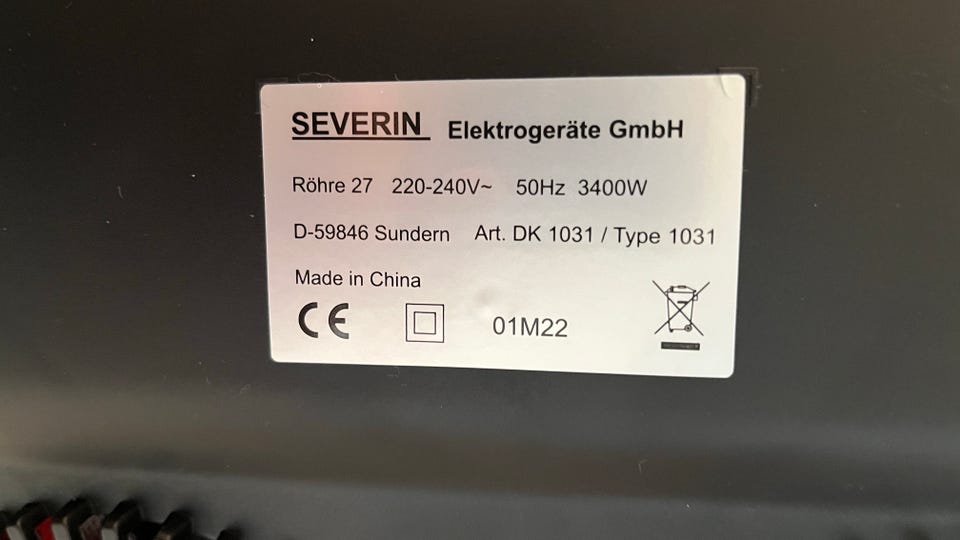 SEVERIN Elektrogeräte GmbH
Röhre 27 220-240V~ 50Hz 3400W
D-59846 Sundern Art. DK 1031 / Type 1031
Made in China
CE 01M22